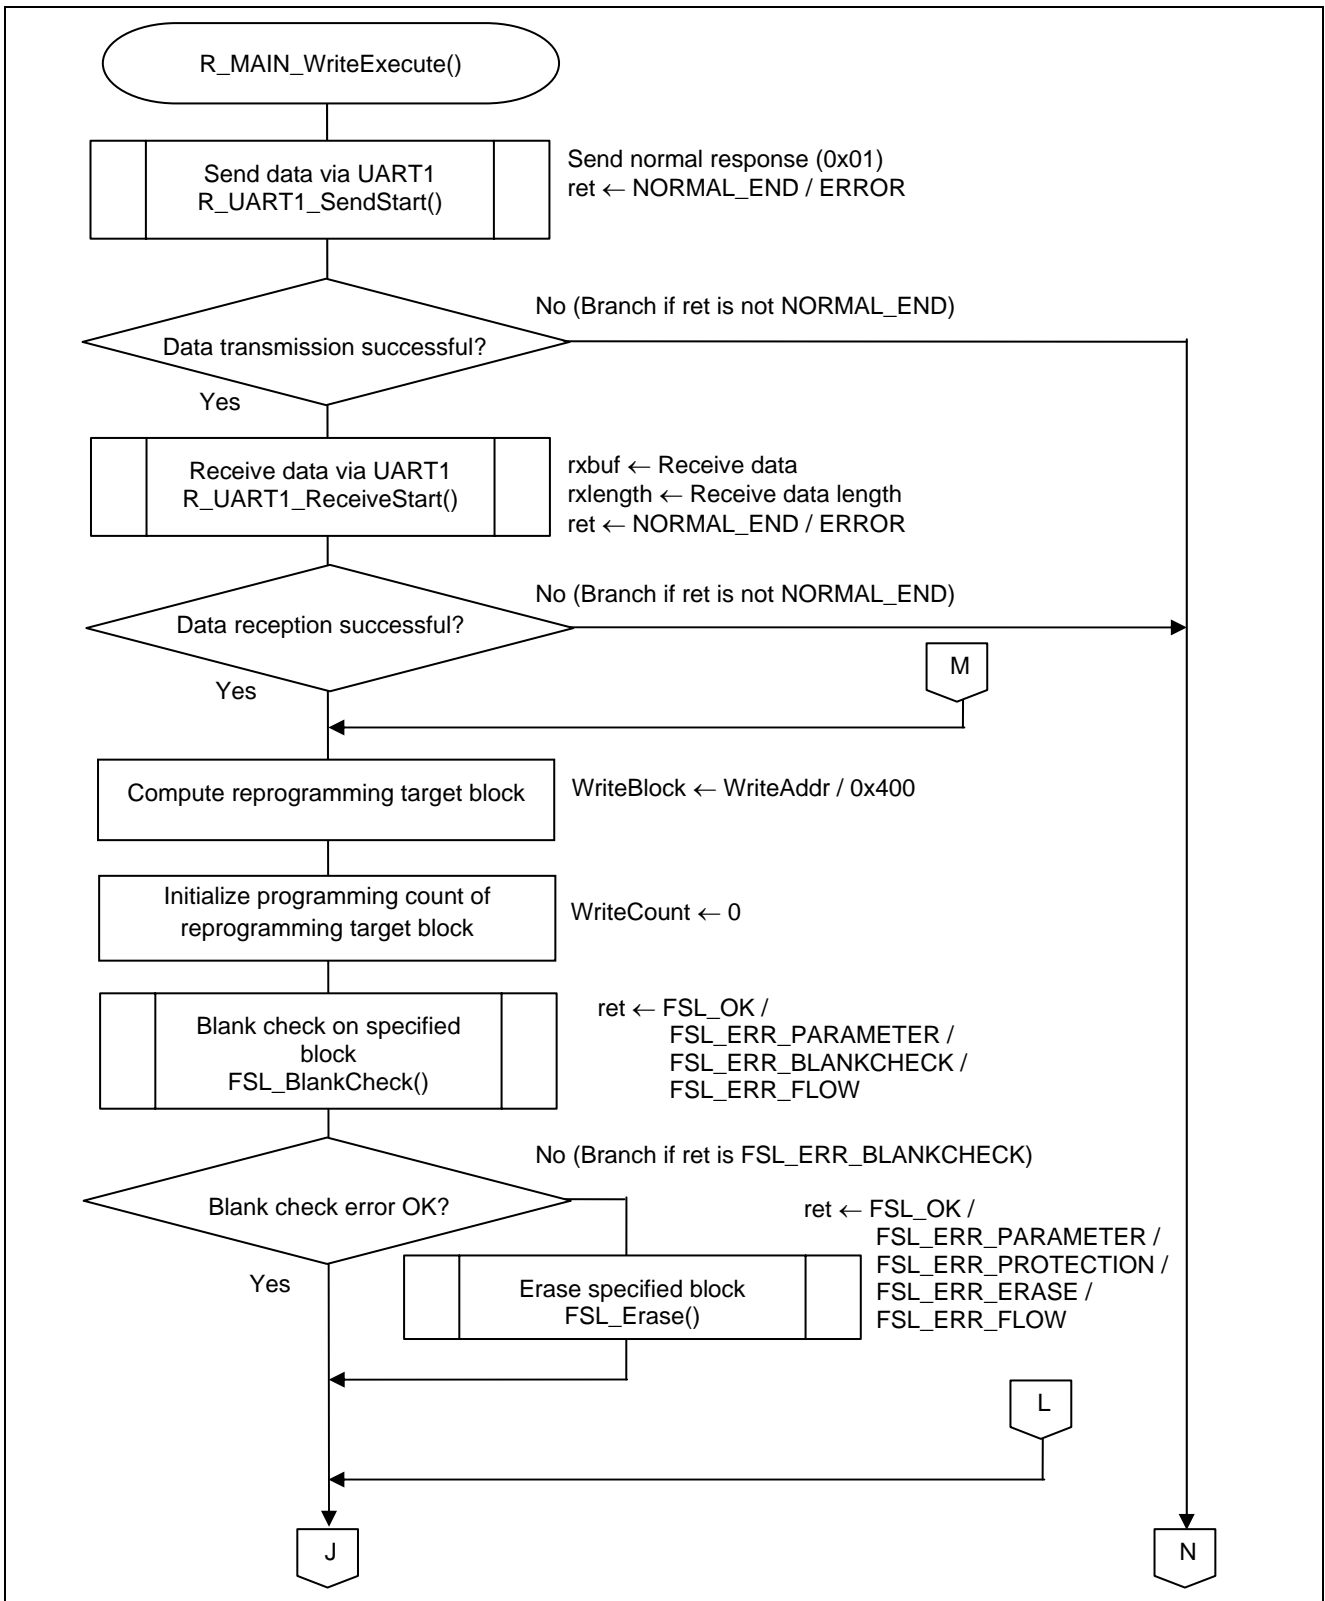 R_MAIN_WriteExecute()
Send data via UART1
R_UART1_SendStart()
Send normal response (0x01)
ret ← NORMAL_END / ERROR
No (Branch if ret is not NORMAL_END)
Data transmission successful?
Yes
Receive data via UART1
R_UART1_ReceiveStart()
rxbuf ← Receive data
rxlength ← Receive data length
ret ← NORMAL_END / ERROR
No (Branch if ret is not NORMAL_END)
Data reception successful?
M
Yes
Compute reprogramming target block
WriteBlock ← WriteAddr / 0x400
Initialize programming count of
reprogramming target block
WriteCount ← 0
Blank check on specified
block
FSL_BlankCheck()
ret ← FSL_OK /
FSL_ERR_PARAMETER /
FSL_ERR_BLANKCHECK /
FSL_ERR_FLOW
No (Branch if ret is FSL_ERR_BLANKCHECK)
Blank check error OK?
Yes
ret ← FSL_OK /
FSL_ERR_PARAMETER /
FSL_ERR_PROTECTION /
FSL_ERR_ERASE /
FSL_ERR_FLOW
Erase specified block
FSL_Erase()
L
J
N